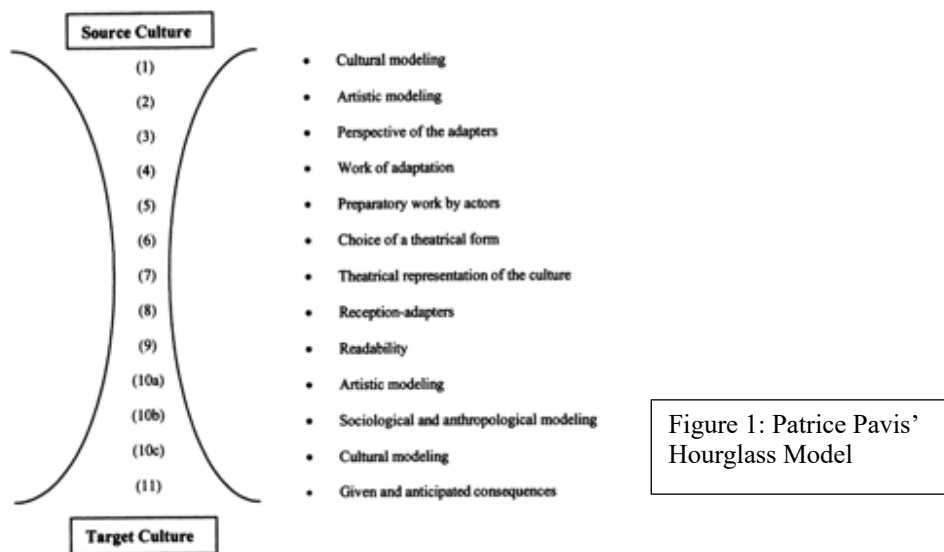 Source Culture
(1) • Cultural modeling
(2) • Artistic modeling
(3) • Perspective of the adapters
(4) • Work of adaptation
(5) • Preparatory work by actors
(6) • Choice of a theatrical form
(7) • Theatrical representation of the culture
(8) • Reception-adapters
(9) • Readability
(10a) • Artistic modeling
(10b) • Sociological and anthropological modeling
(10c) • Cultural modeling
(11) • Given and anticipated consequences
Target Culture
Figure 1: Patrice Pavis’
Hourglass Model